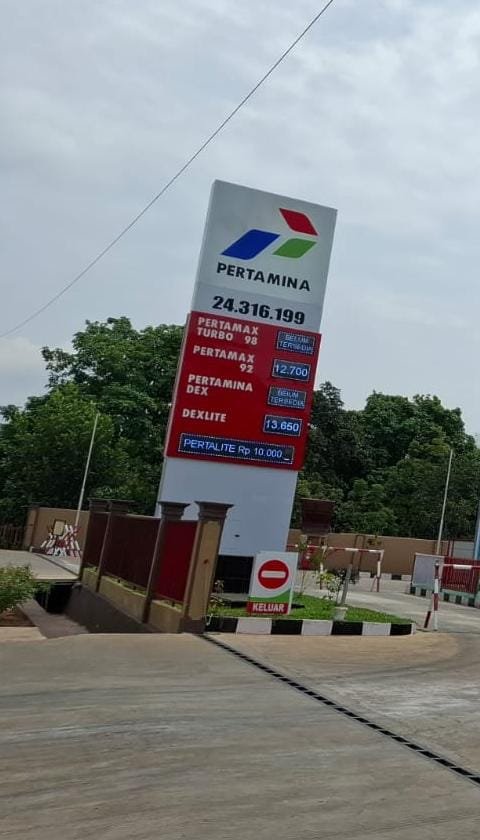 PERTAMINA
24.316.199
PERTAMAX
TURBO 98
BELUM
TERSEDIA
PERTAMAX
92
12.700
PERTAMINA
DEX
BELUM
TERSEDIA
DEXLITE
13.650
PERTALITE Rp 10.000_
KELUAR